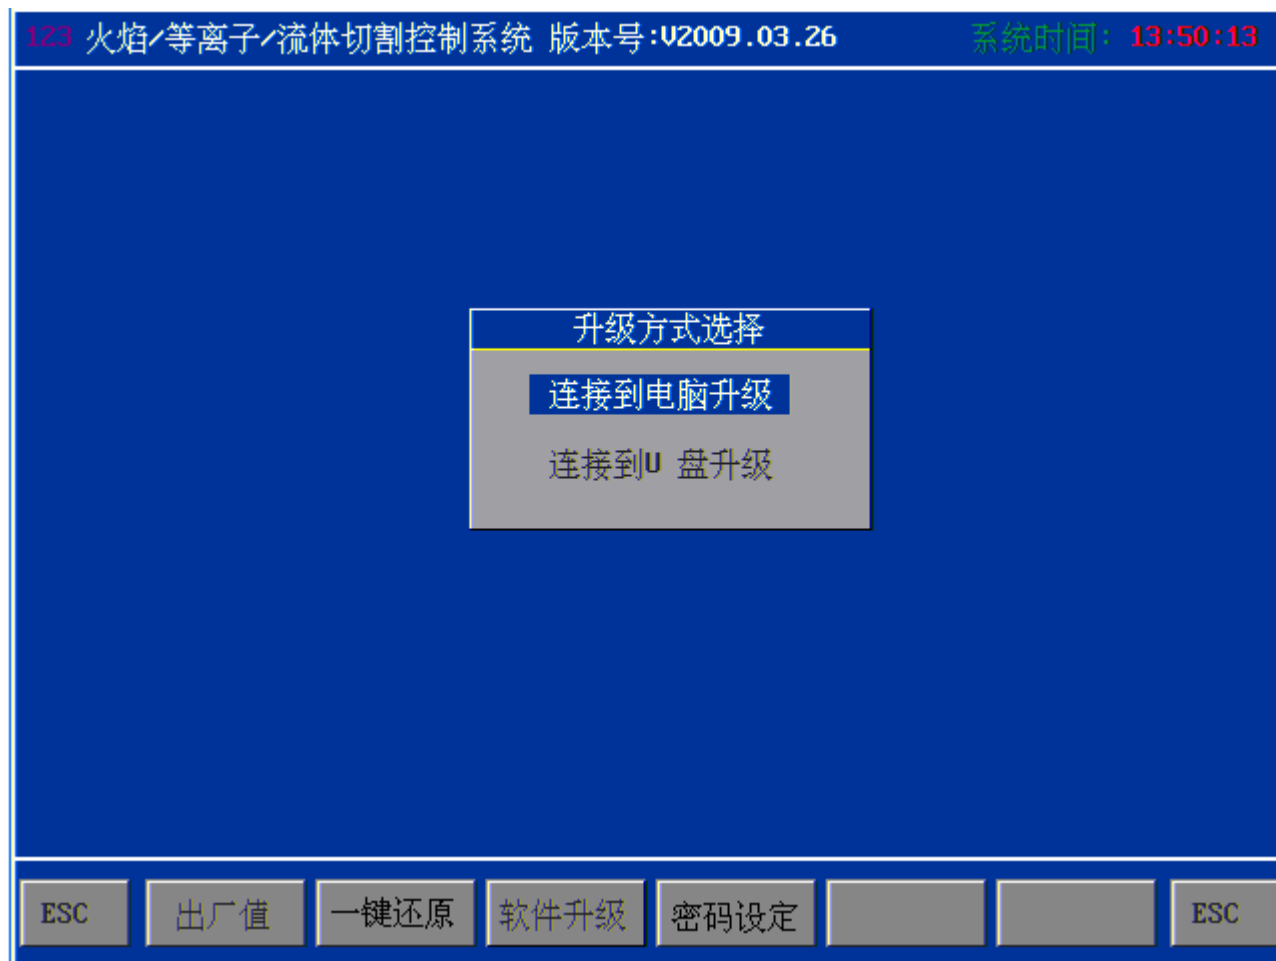 123 火焰/等离子/流体切割控制系统 版本号:V2009.03.26 系统时间: 13:50:13
升级方式选择
连接到电脑升级
连接到U 盘升级
ESC 出厂值 一键还原 软件升级 密码设定 ESC